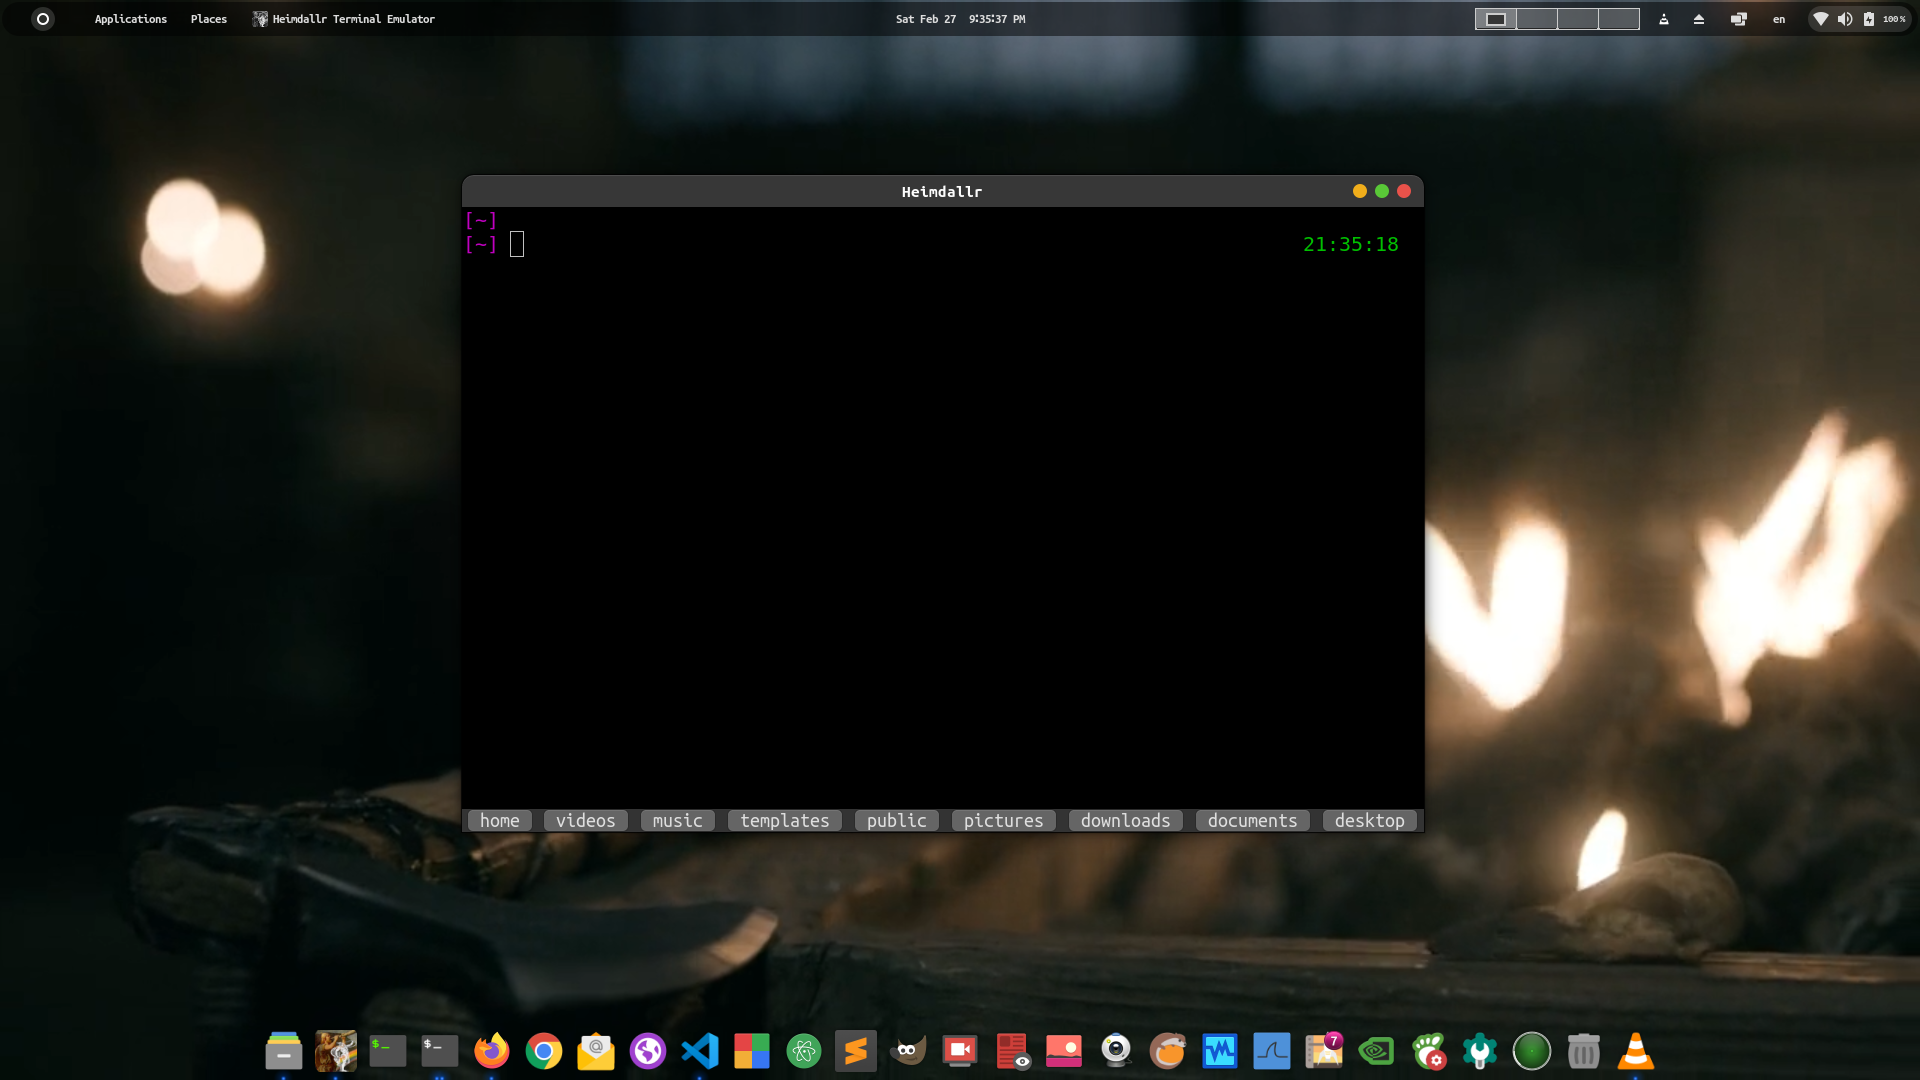 Applications Places Heimdallr Terminal Emulator Sat Feb 27 9:35:37 PM en 100%
Heimdallr
[~]
[~] 21:35:18
home videos music templates public pictures downloads documents desktop
$_ $_ @ 7